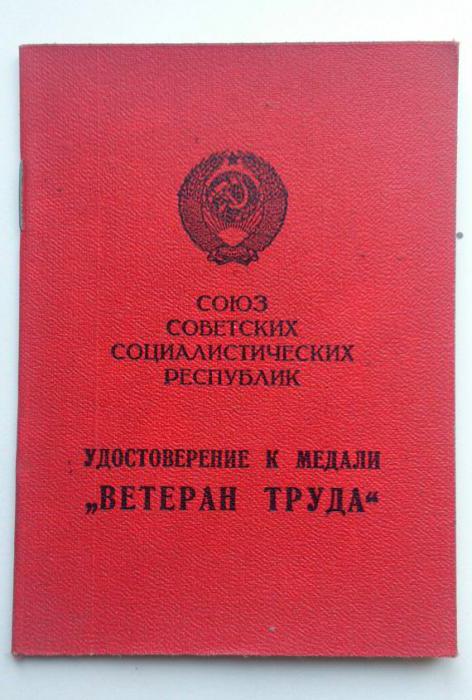 СОЮЗ
СОВЕТСКИХ
СОЦИАЛИСТИЧЕСКИХ
РЕСПУБЛИК
УДОСТОВЕРЕНИЕ К МЕДАЛИ
„ВЕТЕРАН ТРУДА“